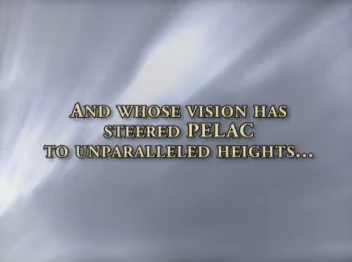 AND WHOSE VISION HAS
STEERED PELAC
TO UNPARALLELED HEIGHTS...